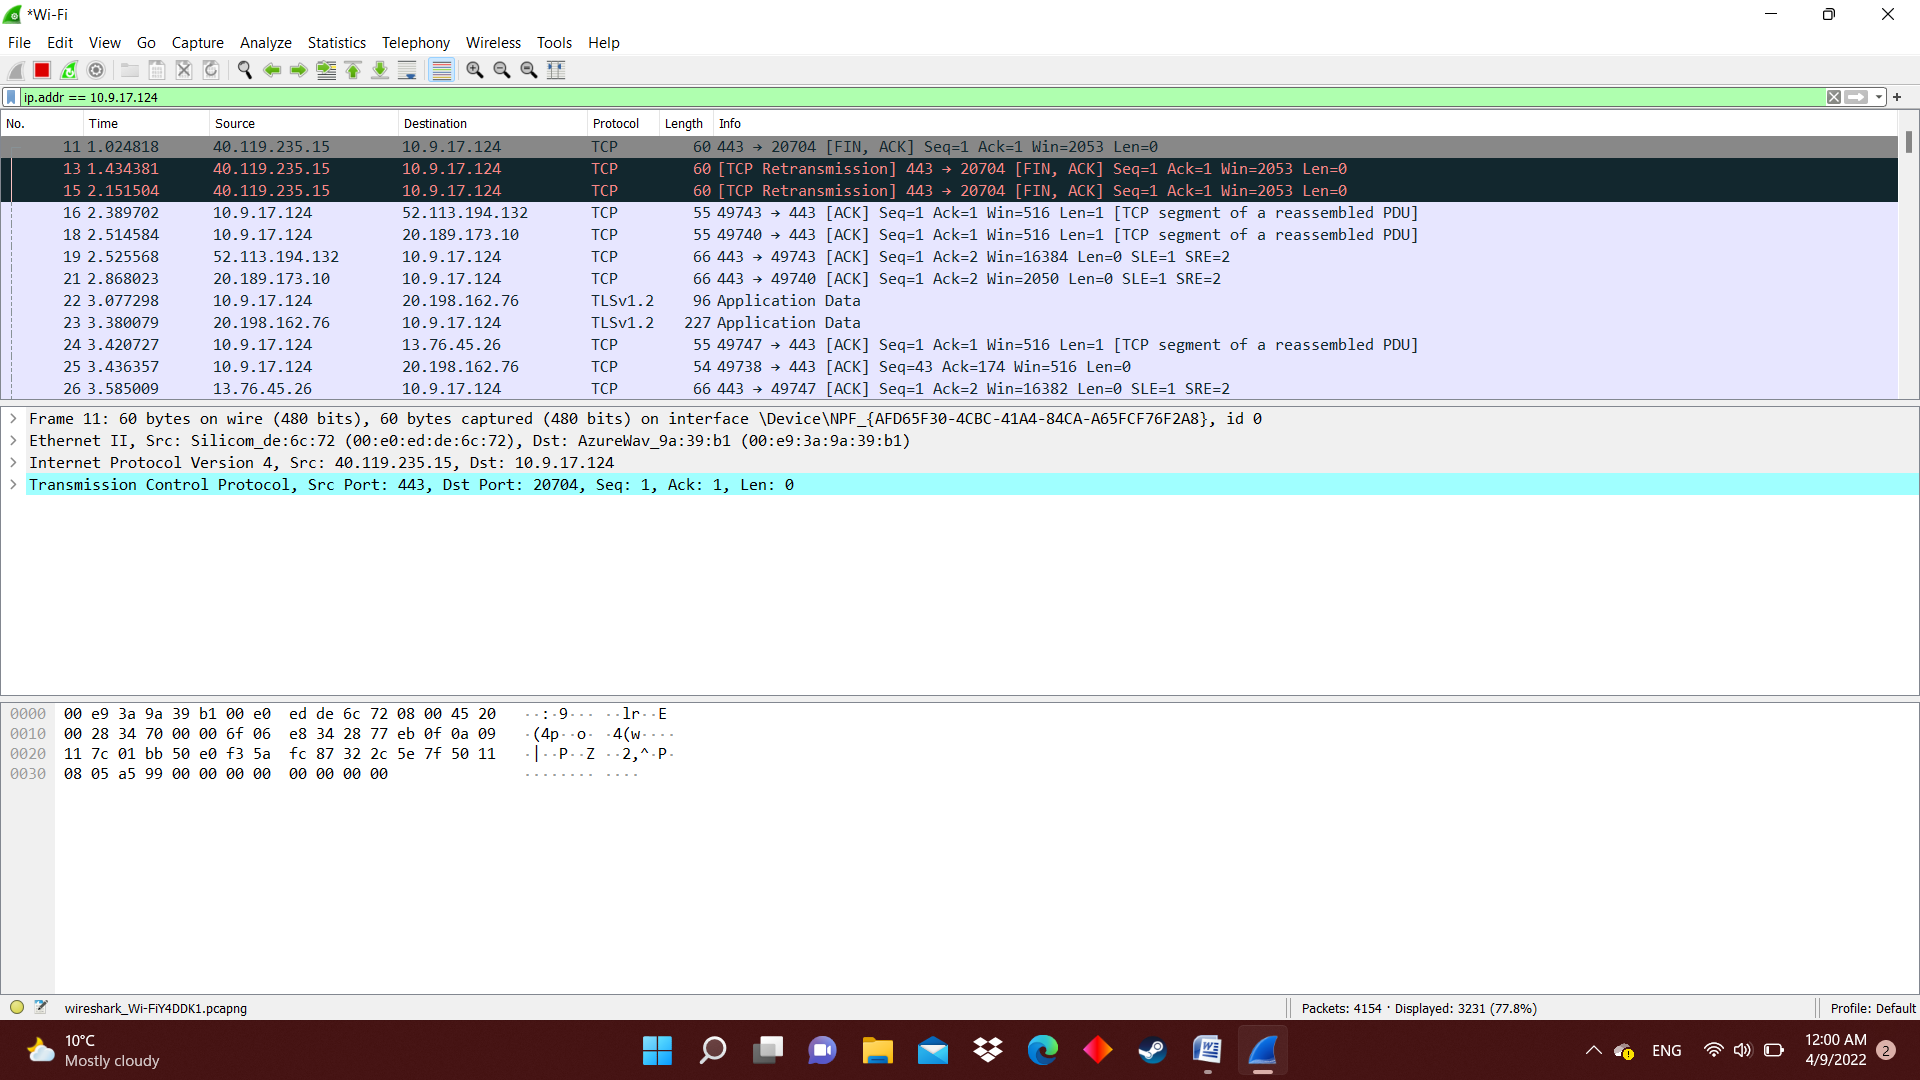 *Wi-Fi
File Edit View Go Capture Analyze Statistics Telephony Wireless Tools Help
ip.addr == 10.9.17.124
No. Time Source Destination Protocol Length Info
11 1.024818 40.119.235.15 10.9.17.124 TCP 60 443 → 20704 [FIN, ACK] Seq=1 Ack=1 Win=2053 Len=0
13 1.434381 40.119.235.15 10.9.17.124 TCP 60 [TCP Retransmission] 443 → 20704 [FIN, ACK] Seq=1 Ack=1 Win=2053 Len=0
15 2.151504 40.119.235.15 10.9.17.124 TCP 60 [TCP Retransmission] 443 → 20704 [FIN, ACK] Seq=1 Ack=1 Win=2053 Len=0
16 2.389702 10.9.17.124 52.113.194.132 TCP 55 49743 → 443 [ACK] Seq=1 Ack=1 Win=516 Len=1 [TCP segment of a reassembled PDU]
18 2.514584 10.9.17.124 20.189.173.10 TCP 55 49740 → 443 [ACK] Seq=1 Ack=1 Win=516 Len=1 [TCP segment of a reassembled PDU]
19 2.525568 52.113.194.132 10.9.17.124 TCP 66 443 → 49743 [ACK] Seq=1 Ack=2 Win=16384 Len=0 SLE=1 SRE=2
21 2.868023 20.189.173.10 10.9.17.124 TCP 66 443 → 49740 [ACK] Seq=1 Ack=2 Win=2050 Len=0 SLE=1 SRE=2
22 3.077298 10.9.17.124 20.198.162.76 TLSv1.2 96 Application Data
23 3.380079 20.198.162.76 10.9.17.124 TLSv1.2 227 Application Data
24 3.420727 10.9.17.124 13.76.45.26 TCP 55 49747 → 443 [ACK] Seq=1 Ack=1 Win=516 Len=1 [TCP segment of a reassembled PDU]
25 3.436357 10.9.17.124 20.198.162.76 TCP 54 49738 → 443 [ACK] Seq=43 Ack=174 Win=516 Len=0
26 3.585009 13.76.45.26 10.9.17.124 TCP 66 443 → 49747 [ACK] Seq=1 Ack=2 Win=16382 Len=0 SLE=1 SRE=2
Frame 11: 60 bytes on wire (480 bits), 60 bytes captured (480 bits) on interface \Device\NPF_{AFD65F30-4CBC-41A4-84CA-A65FCF76F2A8}, id 0
Ethernet II, Src: Silicom_de:6c:72 (00:e0:ed:de:6c:72), Dst: AzureWav_9a:39:b1 (00:e9:3a:9a:39:b1)
Internet Protocol Version 4, Src: 40.119.235.15, Dst: 10.9.17.124
Transmission Control Protocol, Src Port: 443, Dst Port: 20704, Seq: 1, Ack: 1, Len: 0
0000 00 e9 3a 9a 39 b1 00 e0 ed de 6c 72 08 00 45 20 ··:·9··· ··lr··E
0010 00 28 34 70 00 00 6f 06 e8 34 28 77 eb 0f 0a 09 ·(4p··o· ·4(w····
0020 11 7c 01 bb 50 e0 f3 5a fc 87 32 2c 5e 7f 50 11 ·|··P··Z ··2,^·P·
0030 08 05 a5 99 00 00 00 00 00 00 00 00 ········ ····
wireshark_Wi-FiY4DDK1.pcapng Packets: 4154 · Displayed: 3231 (77.8%) Profile: Default
10°C
Mostly cloudy
ENG
12:00 AM
4/9/2022
2